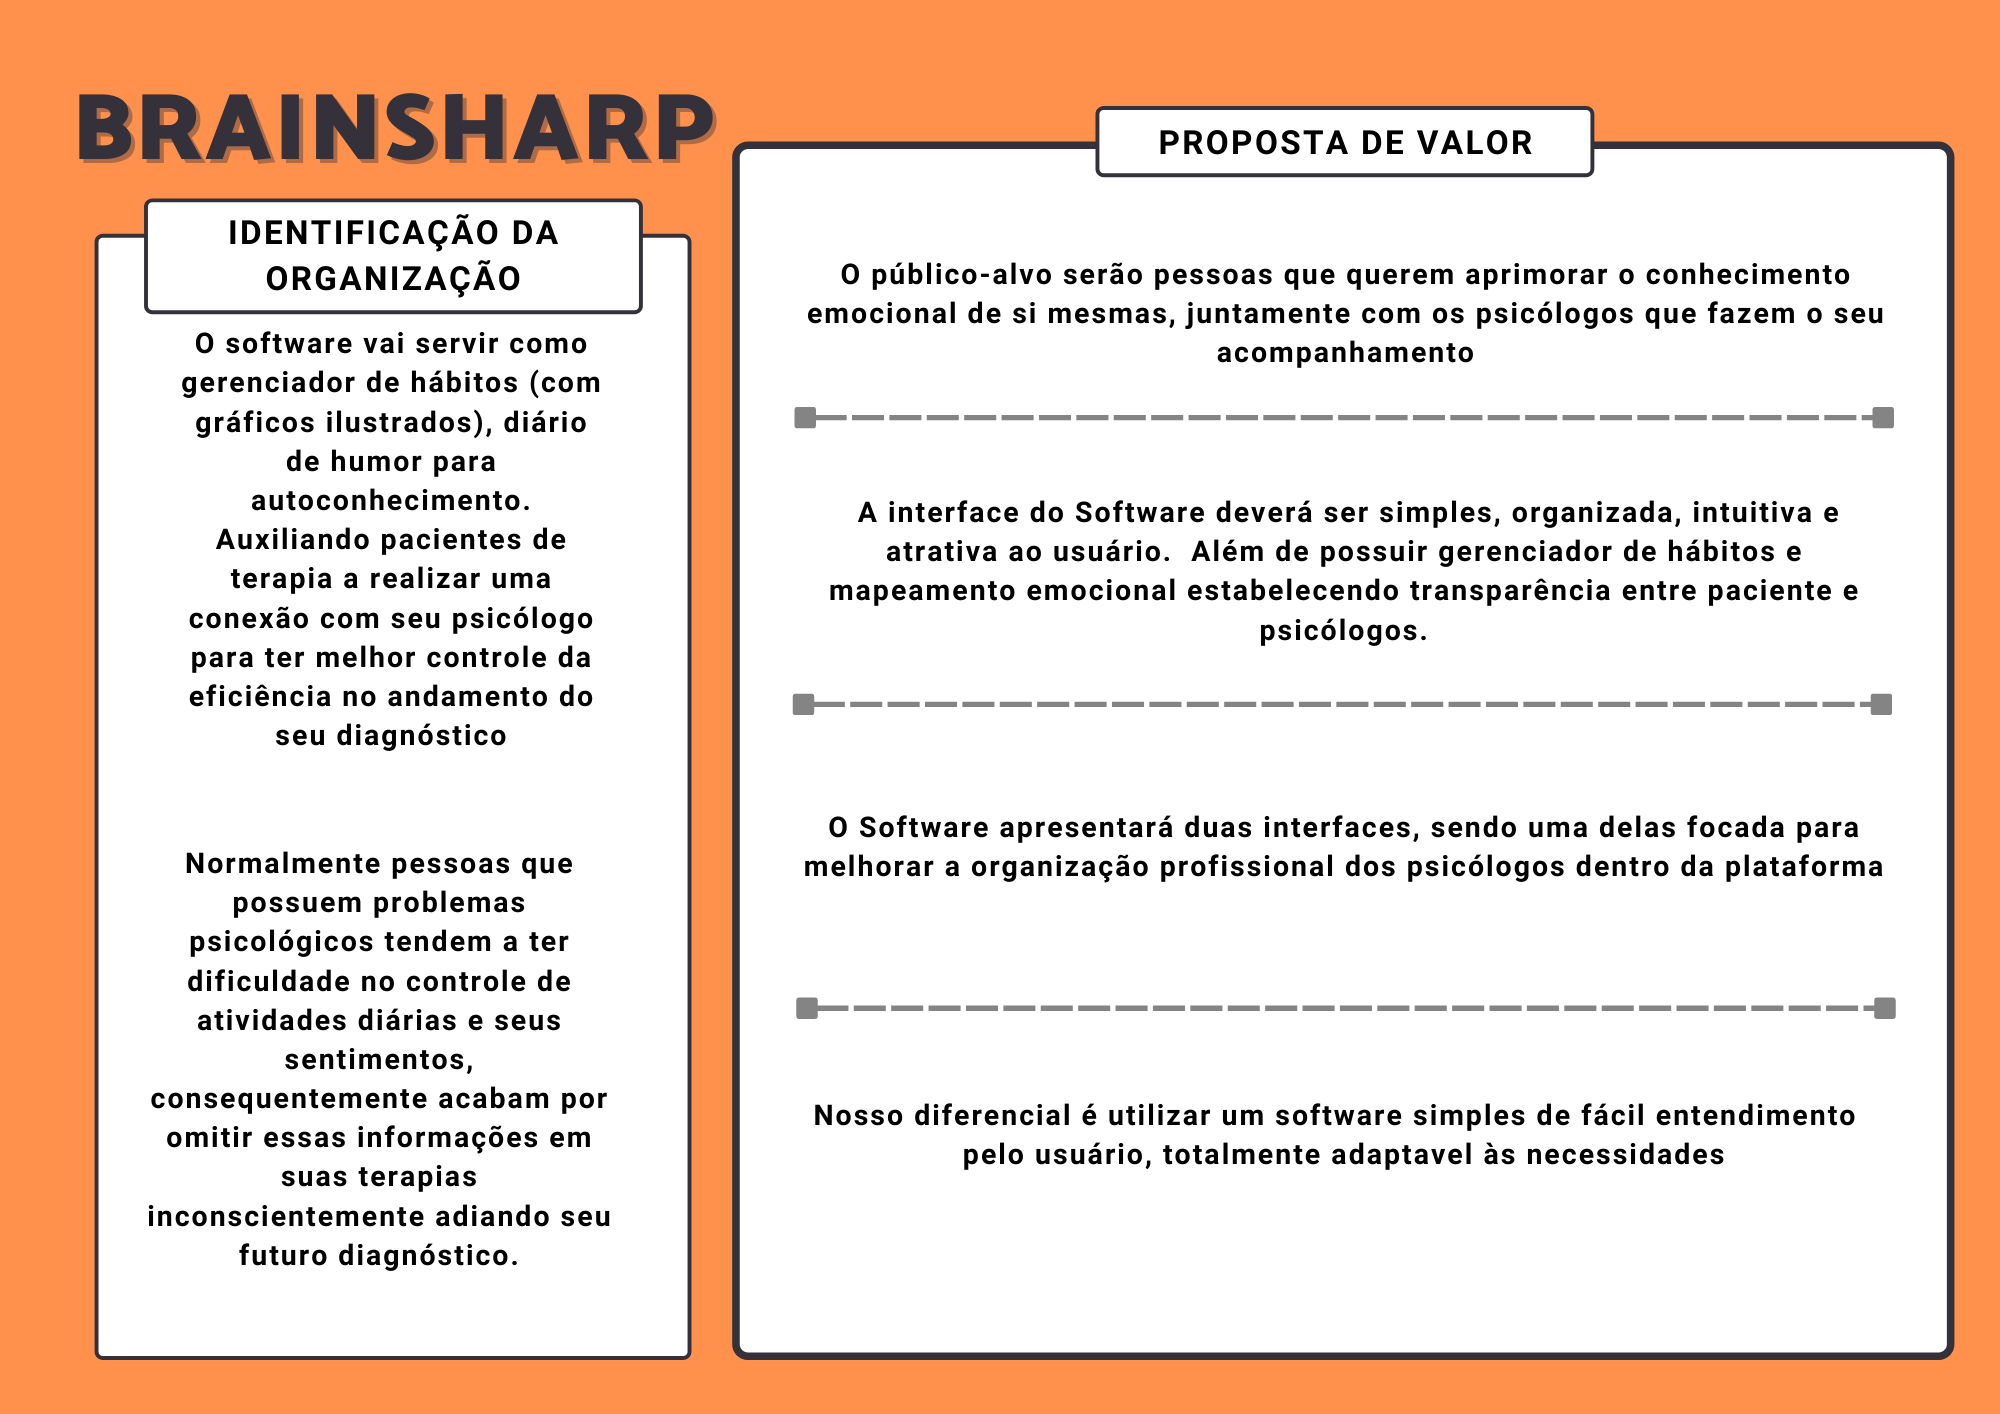 BRAINSHARP
IDENTIFICAÇÃO DA
ORGANIZAÇÃO
O software vai servir como
gerenciador de hábitos (com
gráficos ilustrados), diário
de humor para
autoconhecimento.
Auxiliando pacientes de
terapia a realizar uma
conexão com seu psicólogo
para ter melhor controle da
eficiência no andamento do
seu diagnóstico
Normalmente pessoas que
possuem problemas
psicológicos tendem a ter
dificuldade no controle de
atividades diárias e seus
sentimentos,
consequentemente acabam por
omitir essas informações em
suas terapias
inconscientemente adiando seu
futuro diagnóstico.
PROPOSTA DE VALOR
O público-alvo serão pessoas que querem aprimorar o conhecimento
emocional de si mesmas, juntamente com os psicólogos que fazem o seu
acompanhamento
A interface do Software deverá ser simples, organizada, intuitiva e
atrativa ao usuário.  Além de possuir gerenciador de hábitos e
mapeamento emocional estabelecendo transparência entre paciente e
psicólogos.
O Software apresentará duas interfaces, sendo uma delas focada para
melhorar a organização profissional dos psicólogos dentro da plataforma
Nosso diferencial é utilizar um software simples de fácil entendimento
pelo usuário, totalmente adaptavel às necessidades